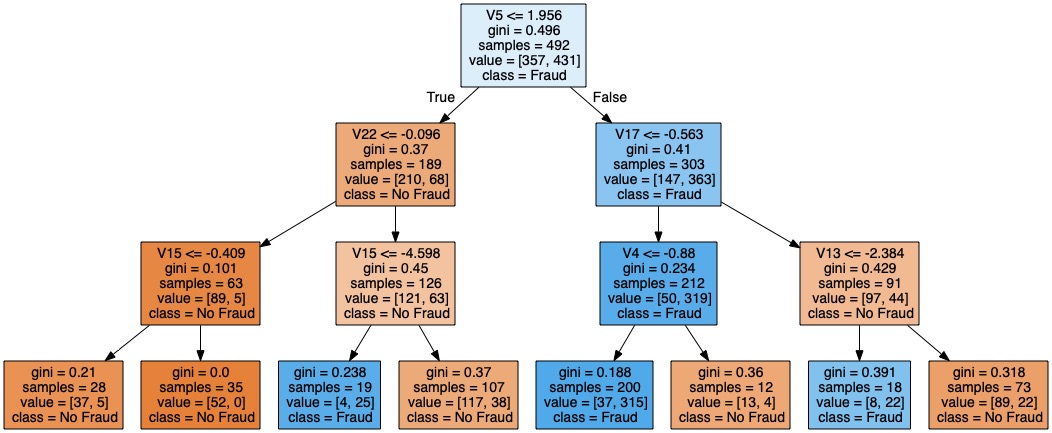 V5 <= 1.956
gini = 0.496
samples = 492
value = [357, 431]
class = Fraud
True
False
V22 <= -0.096
gini = 0.37
samples = 189
value = [210, 68]
class = No Fraud
V17 <= -0.563
gini = 0.41
samples = 303
value = [147, 363]
class = Fraud
V15 <= -0.409
gini = 0.101
samples = 63
value = [89, 5]
class = No Fraud
V15 <= -4.598
gini = 0.45
samples = 126
value = [121, 63]
class = No Fraud
V4 <= -0.88
gini = 0.234
samples = 212
value = [50, 319]
class = Fraud
V13 <= -2.384
gini = 0.429
samples = 91
value = [97, 44]
class = No Fraud
gini = 0.21
samples = 28
value = [37, 5]
class = No Fraud
gini = 0.0
samples = 35
value = [52, 0]
class = No Fraud
gini = 0.238
samples = 19
value = [4, 25]
class = Fraud
gini = 0.37
samples = 107
value = [117, 38]
class = No Fraud
gini = 0.188
samples = 200
value = [37, 315]
class = Fraud
gini = 0.36
samples = 12
value = [13, 4]
class = No Fraud
gini = 0.391
samples = 18
value = [8, 22]
class = Fraud
gini = 0.318
samples = 73
value = [89, 22]
class = No Fraud